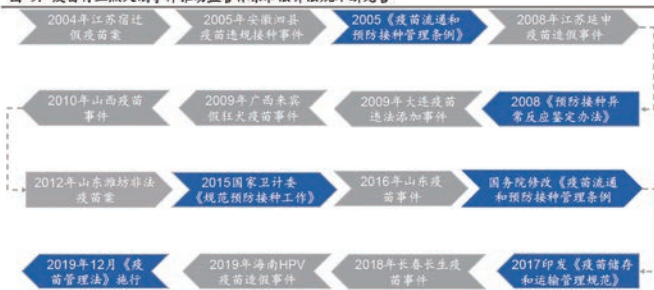 2004年江苏宿迁
假疫苗案
2005年安徽泗县
疫苗违规接种事件
2005《疫苗流通和
预防接种管理条例》
2008年江苏延申
疫苗造假事件
2010年山西疫苗
事件
2009年广西来宾
假狂犬疫苗事件
2009年大连疫苗
违法添加事件
2008《预防接种异
常反应鉴定办法》
2012年山东潍坊非法
疫苗案
2015国家卫计委
《规范预防接种工作》
2016年山东疫
苗事件
国务院修改《疫苗流通
和预防接种管理条例
2019年12月《疫
苗管理法》施行
2019年海南HPV
疫苗造假事件
2018年长春长生疫
苗事件
2017印发《疫苗储存
和运输管理规范》